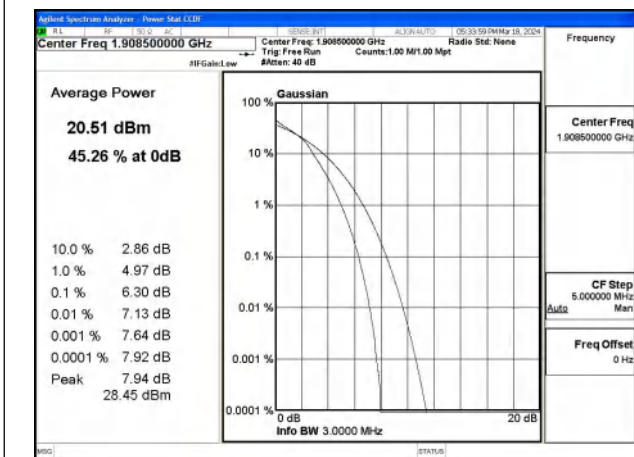 Agilent Spectrum Analyzer - Power Stat CCDF
RL RF 50 Ω AC SENSE:INT ALIGN AUTO 05:33:59 PM Mar 18, 2024
Center Freq 1.908500000 GHz
Center Freq: 1.908500000 GHz Radio Std: None
Trig: Free Run Counts:1.00 M/1.00 Mpt
#IFGain:Low #Atten: 40 dB
Frequency
Average Power
20.51 dBm
45.26 % at 0dB
10.0 % 2.86 dB
1.0 % 4.97 dB
0.1 % 6.30 dB
0.01 % 7.13 dB
0.001 % 7.64 dB
0.0001 % 7.92 dB
Peak 7.94 dB
28.45 dBm
Gaussian
100 %
10 %
1 %
0.1 %
0.01 %
0.001 %
0.0001 %
0 dB 20 dB
Info BW 3.0000 MHz
Center Freq
1.908500000 GHz
CF Step
5.000000 MHz
Auto Man
Freq Offset
0 Hz
MSG STATUS